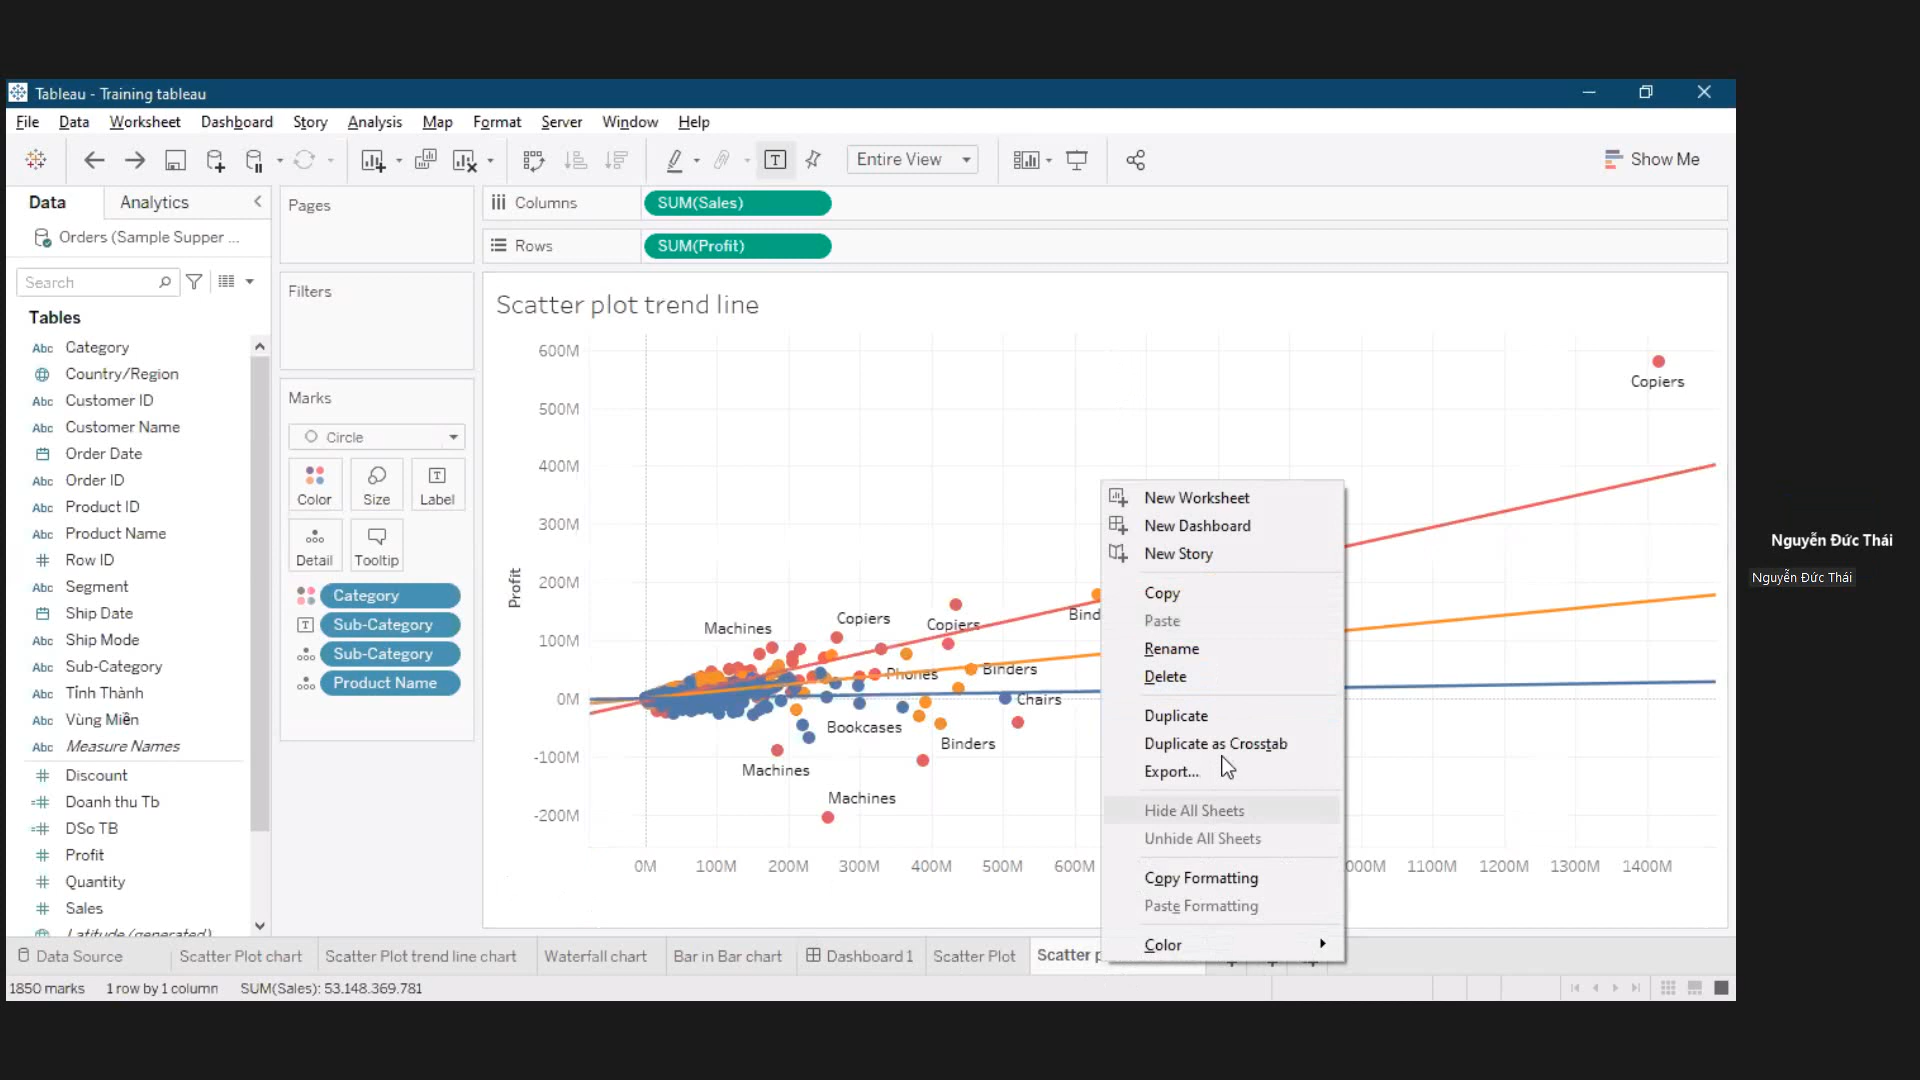 Tableau - Training tableau
File Data Worksheet Dashboard Story Analysis Map Format Server Window Help
Entire View
Show Me
Data Analytics
Orders (Sample Supper ...
Search
Tables
Abc Category
Country/Region
Abc Customer ID
Abc Customer Name
Order Date
Abc Order ID
Abc Product ID
Abc Product Name
# Row ID
Abc Segment
Ship Date
Abc Ship Mode
Abc Sub-Category
Abc Tỉnh Thành
Abc Vùng Miền
Abc Measure Names
# Discount
=# Doanh thu Tb
=# DSo TB
# Profit
# Quantity
# Sales
Latitude (generated)
Pages
Filters
Marks
Circle
Color Size Label
Detail Tooltip
Category
Sub-Category
Sub-Category
Product Name
Columns SUM(Sales)
Rows SUM(Profit)
Scatter plot trend line
600M
500M
400M
300M
200M
100M
0M
-100M
-200M
Profit
Copiers
Machines
Copiers
Copiers
Bind
Phones
Binders
Chairs
Bookcases
Binders
Machines
Machines
0M 100M 200M 300M 400M 500M 600M 000M 1100M 1200M 1300M 1400M
New Worksheet
New Dashboard
New Story
Copy
Paste
Rename
Delete
Duplicate
Duplicate as Crosstab
Export...
Hide All Sheets
Unhide All Sheets
Copy Formatting
Paste Formatting
Color
Data Source Scatter Plot chart Scatter Plot trend line chart Waterfall chart Bar in Bar chart Dashboard 1 Scatter Plot Scatter p
1850 marks 1 row by 1 column SUM(Sales): 53.148.369.781
Nguyễn Đức Thái
Nguyễn Đức Thái